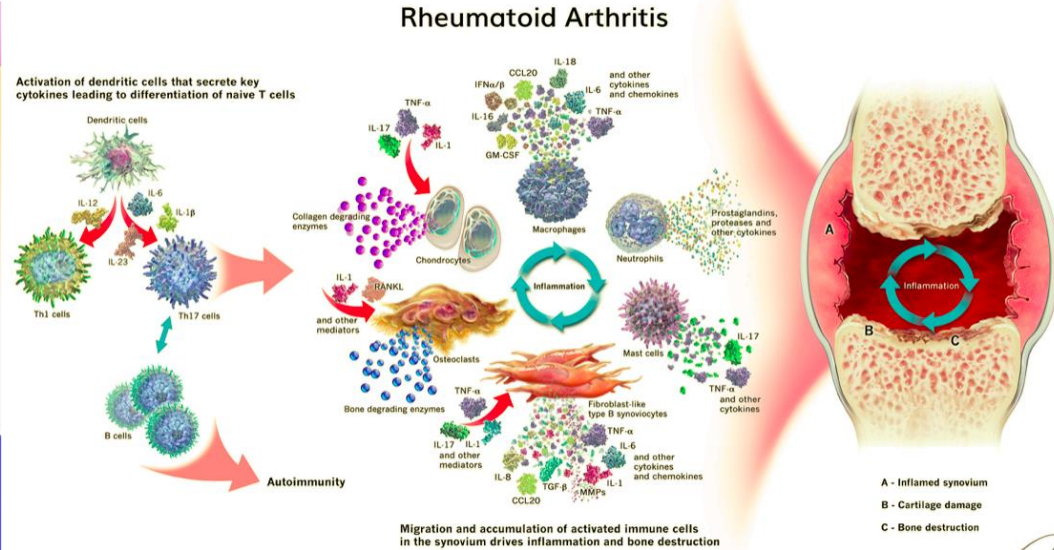 Rheumatoid Arthritis
Activation of dendritic cells that secrete key
cytokines leading to differentiation of naive T cells
Dendritic cells
IL-12
IL-6
IL-1β
IL-23
Th1 cells
Th17 cells
B cells
Autoimmunity
TNF-α
IL-17
IL-1
Collagen degrading
enzymes
Chondrocytes
IL-18
CCL20
IFNα/β
IL-6
and other
cytokines
and chemokines
IL-16
TNF-α
GM-CSF
Macrophages
Neutrophils
Prostaglandins,
proteases and
other cytokines
Inflammation
IL-1
RANKL
and other
mediators
Osteoclasts
Bone degrading enzymes
Mast cells
IL-17
TNF-α
and other
cytokines
TNF-α
IL-17
IL-1
and other
mediators
Fibroblast-like
type B synoviocytes
TNF-α
IL-6
and other
cytokines
and chemokines
IL-8
CCL20
TGF-β
MMPs
IL-1
Migration and accumulation of activated immune cells
in the synovium drives inflammation and bone destruction
A
Inflammation
B
C
A - Inflamed synovium
B - Cartilage damage
C - Bone destruction